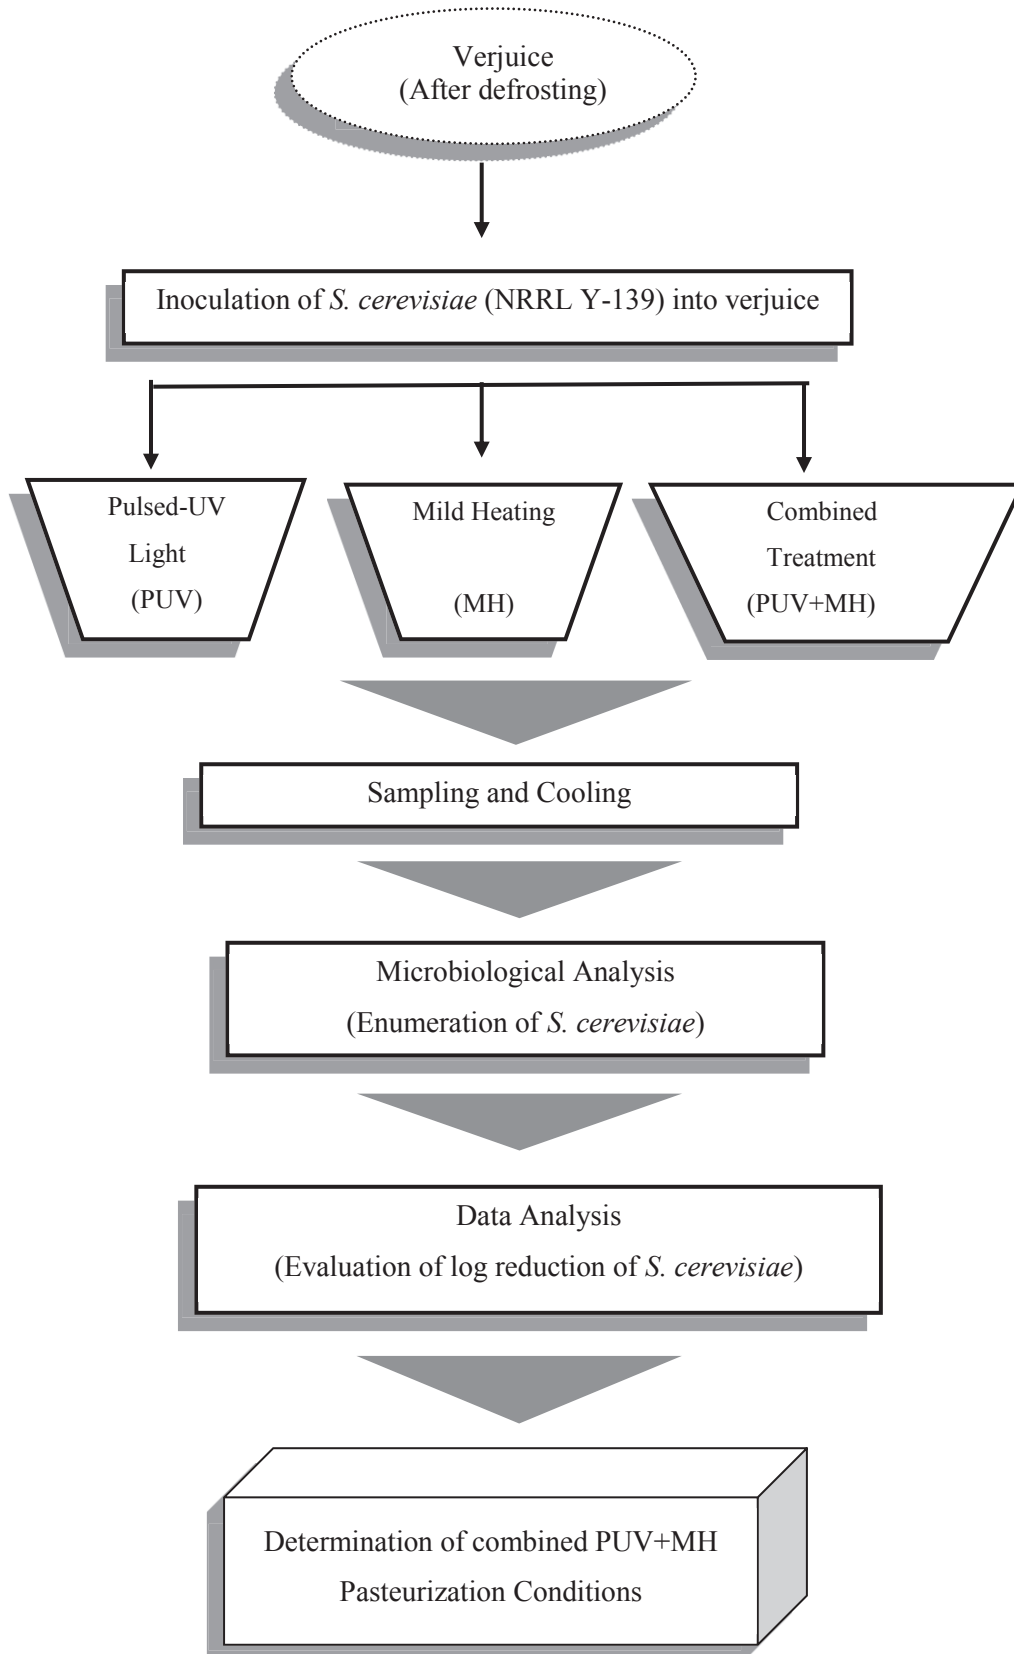 Verjuice
(After defrosting)
Inoculation of S. cerevisiae (NRRL Y-139) into verjuice
Pulsed-UV
Light
(PUV)
Mild Heating
(MH)
Combined
Treatment
(PUV+MH)
Sampling and Cooling
Microbiological Analysis
(Enumeration of S. cerevisiae)
Data Analysis
(Evaluation of log reduction of S. cerevisiae)
Determination of combined PUV+MH
Pasteurization Conditions